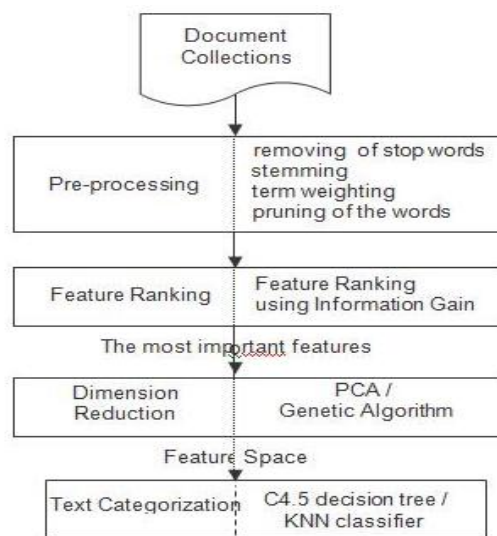 Document
Collections
Pre-processing
removing of stop words
stemming
term weighting
pruning of the words
Feature Ranking
Feature Ranking
using Information Gain
The most important features
Dimension
Reduction
PCA /
Genetic Algorithm
Feature Space
Text Categorization
C4.5 decision tree /
KNN classifier